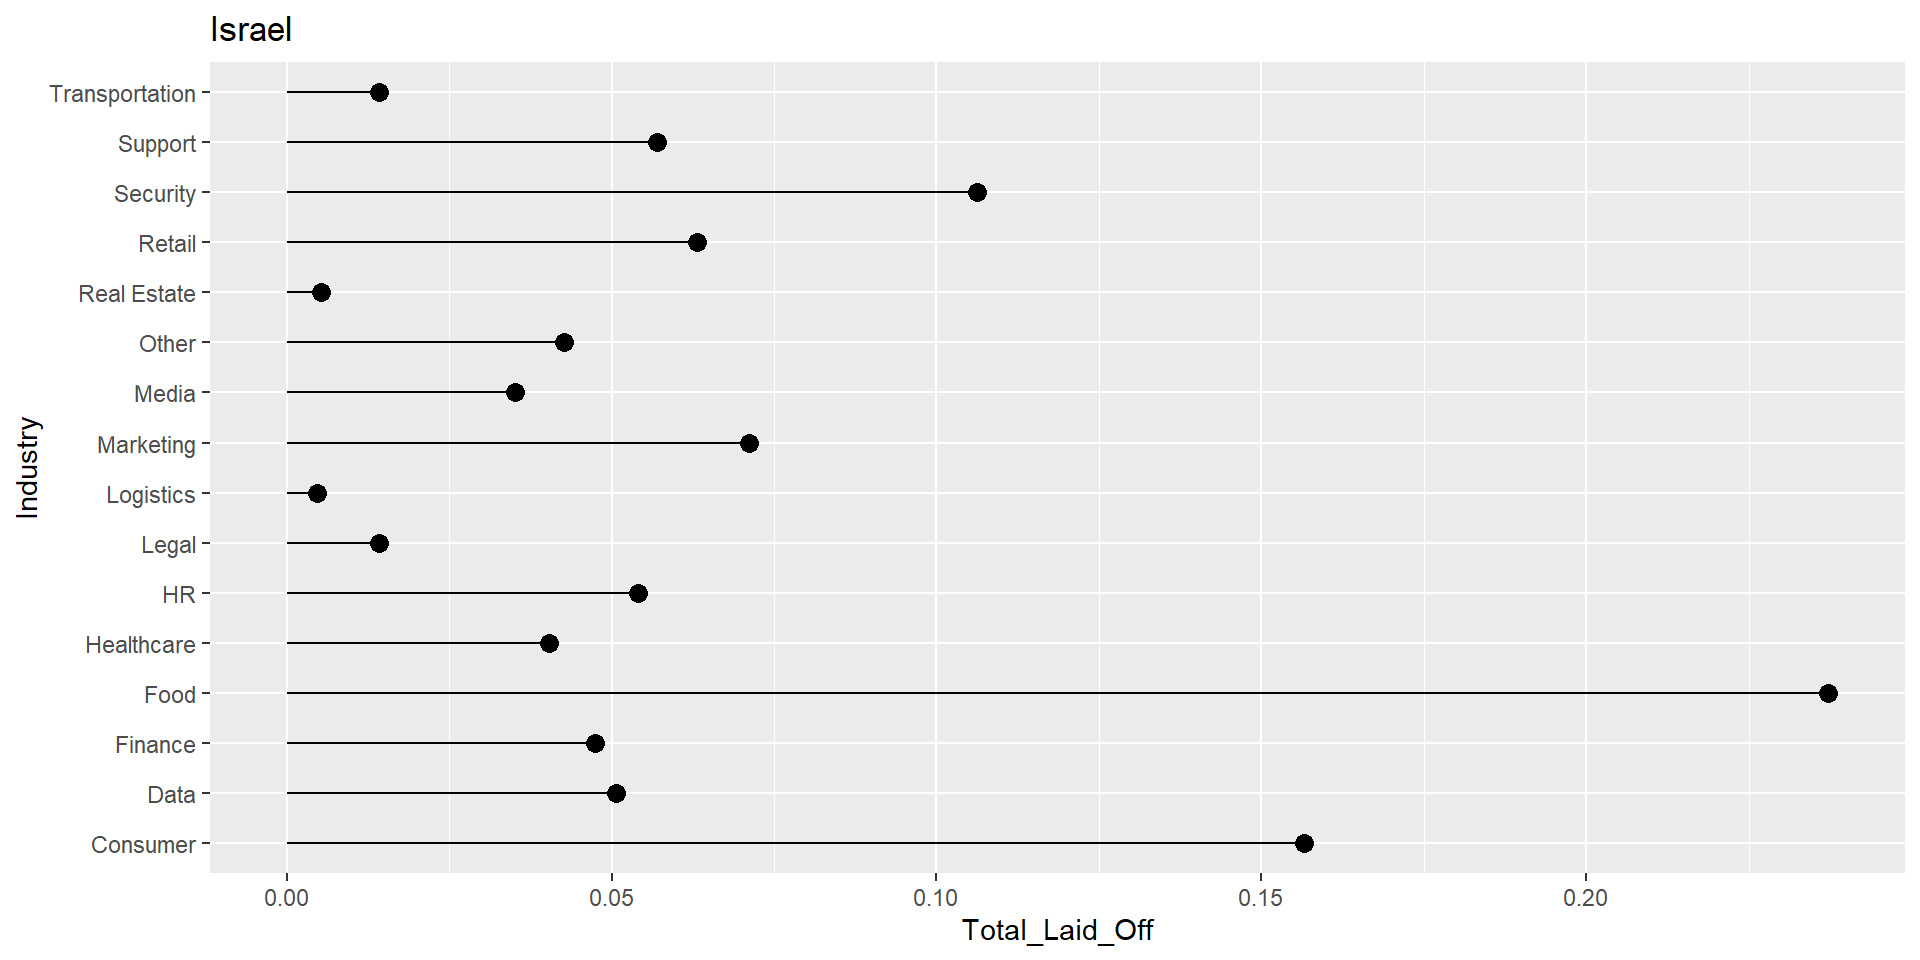 Israel
Transportation
Support
Security
Retail
Real Estate
Other
Media
Marketing
Logistics
Legal
HR
Healthcare
Food
Finance
Data
Consumer
Industry
0.00 0.05 0.10 0.15 0.20
Total_Laid_Off